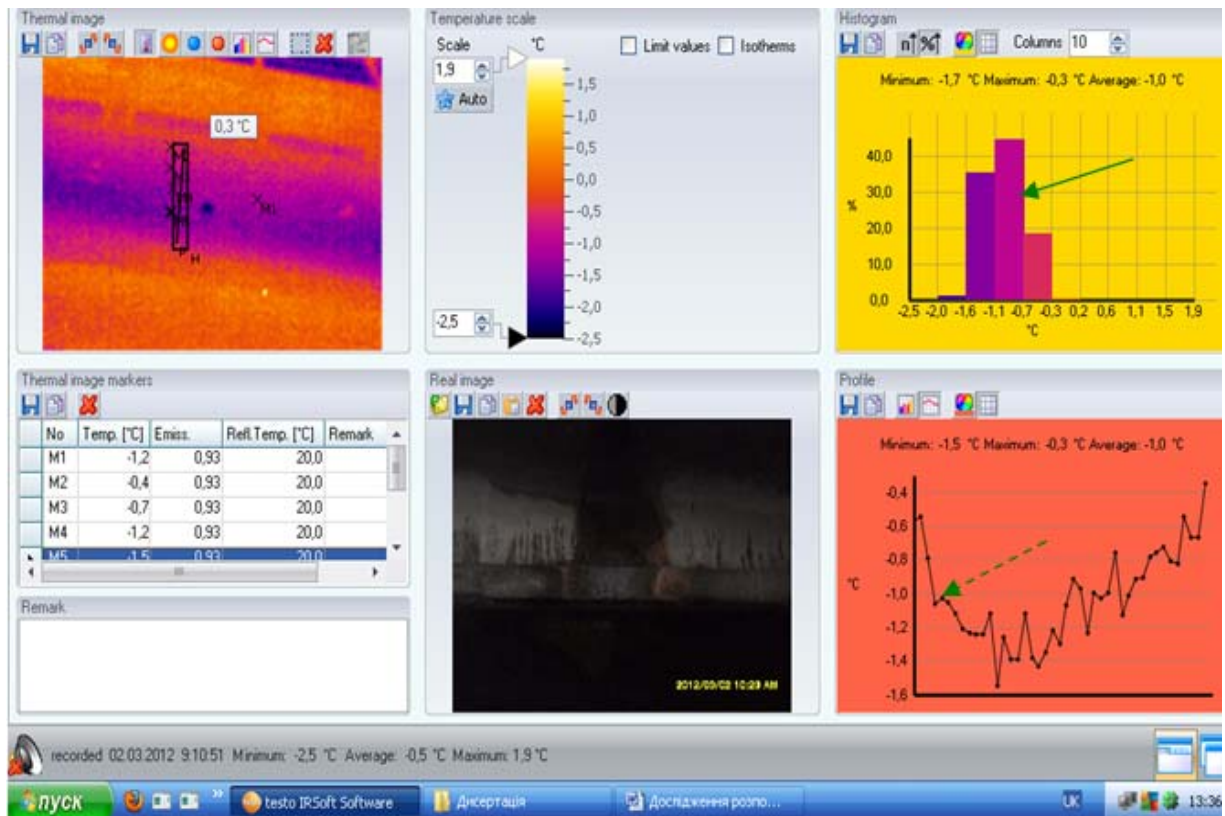 Thermal image
0,3 °C
M1
H
Temperature scale
Scale
°C
Limit values
Isotherms
1,9
Auto
-2,5
1,5
1,0
0,5
0,0
-0,5
-1,0
-1,5
-2,0
-2,5
Histogram
n %
Columns 10
Minimum: -1,7 °C Maximum: -0,3 °C Average: -1,0 °C
40,0
30,0
%
20,0
10,0
0,0
-2,5 -2,0 -1,6 -1,1 -0,7 -0,3 0,2 0,6 1,1 1,5 1,9
°C
Thermal image markers
No Temp. [°C] Emiss. Refl.Temp. [°C] Remark
M1 -1,2 0,93 20,0
M2 -0,4 0,93 20,0
M3 -0,7 0,93 20,0
M4 -1,2 0,93 20,0
M5 -1,5 0,93 20,0
Remark
Real image
2012/03/02 10:29 AM
Profile
Minimum: -1,5 °C Maximum: -0,3 °C Average: -1,0 °C
-0,4
-0,6
-0,8
°C
-1,0
-1,2
-1,4
-1,6
recorded 02.03.2012 9:10:51 Minimum: -2,5 °C Average: -0,5 °C Maximum: 1,9 °C
пуск
testo IRSoft Software
Дисертація
Дослідження розпо...
UK
13:36